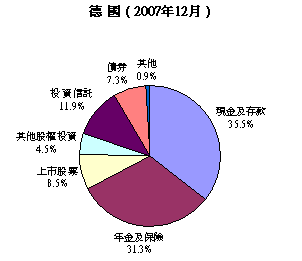 德 國（2007年12月）
其他
0.9%
債券
7.3%
投資信託
11.9%
其他股權投資
4.5%
上市股票
8.5%
現金及存款
35.5%
年金及保險
31.3%